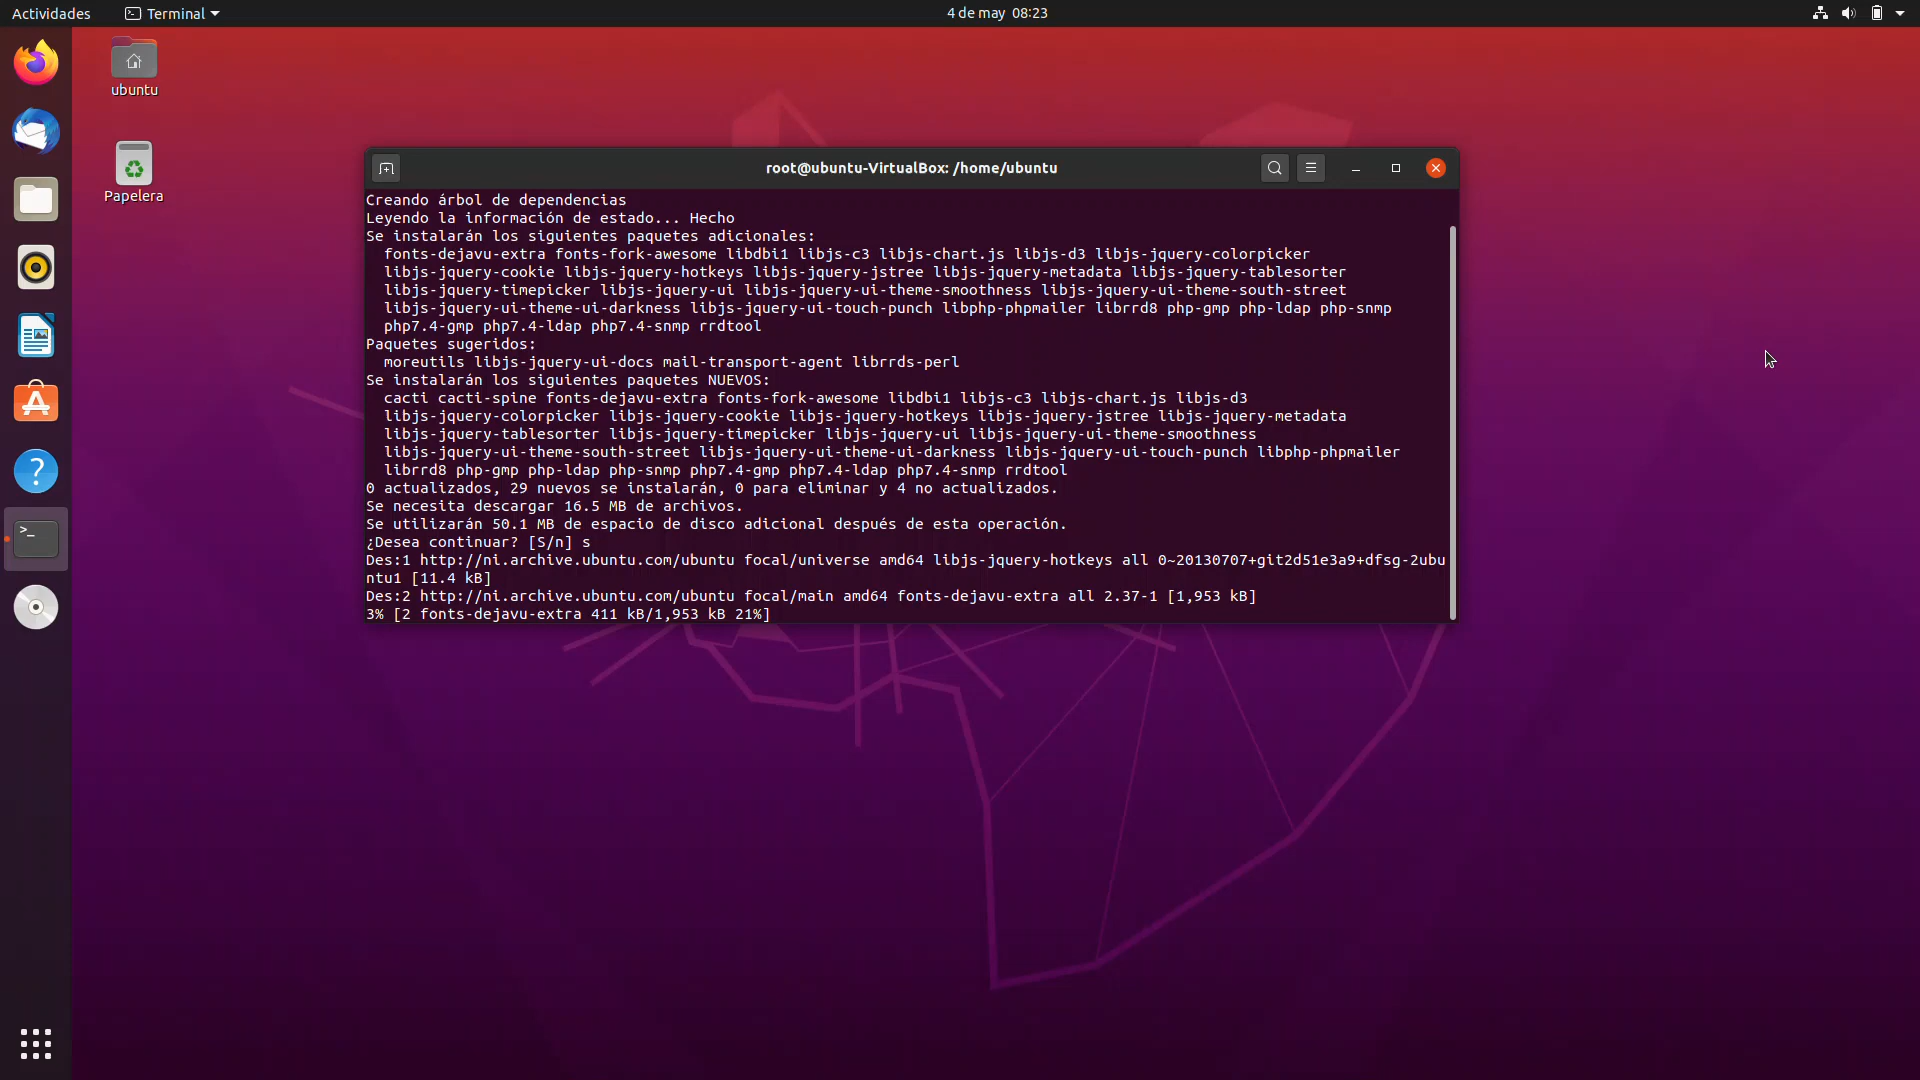 Actividades
Terminal
4 de may 08:23
ubuntu
Papelera
root@ubuntu-VirtualBox: /home/ubuntu
Creando árbol de dependencias
Leyendo la información de estado... Hecho
Se instalarán los siguientes paquetes adicionales:
fonts-dejavu-extra fonts-fork-awesome libdbi1 libjs-c3 libjs-chart.js libjs-d3 libjs-jquery-colorpicker
libjs-jquery-cookie libjs-jquery-hotkeys libjs-jquery-jstree libjs-jquery-metadata libjs-jquery-tablesorter
libjs-jquery-timepicker libjs-jquery-ui libjs-jquery-ui-theme-smoothness libjs-jquery-ui-theme-south-street
libjs-jquery-ui-theme-ui-darkness libjs-jquery-ui-touch-punch libphp-phpmailer librrd8 php-gmp php-ldap php-snmp
php7.4-gmp php7.4-ldap php7.4-snmp rrdtool
Paquetes sugeridos:
moreutils libjs-jquery-ui-docs mail-transport-agent librrds-perl
Se instalarán los siguientes paquetes NUEVOS:
cacti cacti-spine fonts-dejavu-extra fonts-fork-awesome libdbi1 libjs-c3 libjs-chart.js libjs-d3
libjs-jquery-colorpicker libjs-jquery-cookie libjs-jquery-hotkeys libjs-jquery-jstree libjs-jquery-metadata
libjs-jquery-tablesorter libjs-jquery-timepicker libjs-jquery-ui libjs-jquery-ui-theme-smoothness
libjs-jquery-ui-theme-south-street libjs-jquery-ui-theme-ui-darkness libjs-jquery-ui-touch-punch libphp-phpmailer
librrd8 php-gmp php-ldap php-snmp php7.4-gmp php7.4-ldap php7.4-snmp rrdtool
0 actualizados, 29 nuevos se instalarán, 0 para eliminar y 4 no actualizados.
Se necesita descargar 16.5 MB de archivos.
Se utilizarán 50.1 MB de espacio de disco adicional después de esta operación.
¿Desea continuar? [S/n] s
Des:1 http://ni.archive.ubuntu.com/ubuntu focal/universe amd64 libjs-jquery-hotkeys all 0~20130707+git2d51e3a9+dfsg-2ubu
ntu1 [11.4 kB]
Des:2 http://ni.archive.ubuntu.com/ubuntu focal/main amd64 fonts-dejavu-extra all 2.37-1 [1,953 kB]
3% [2 fonts-dejavu-extra 411 kB/1,953 kB 21%]